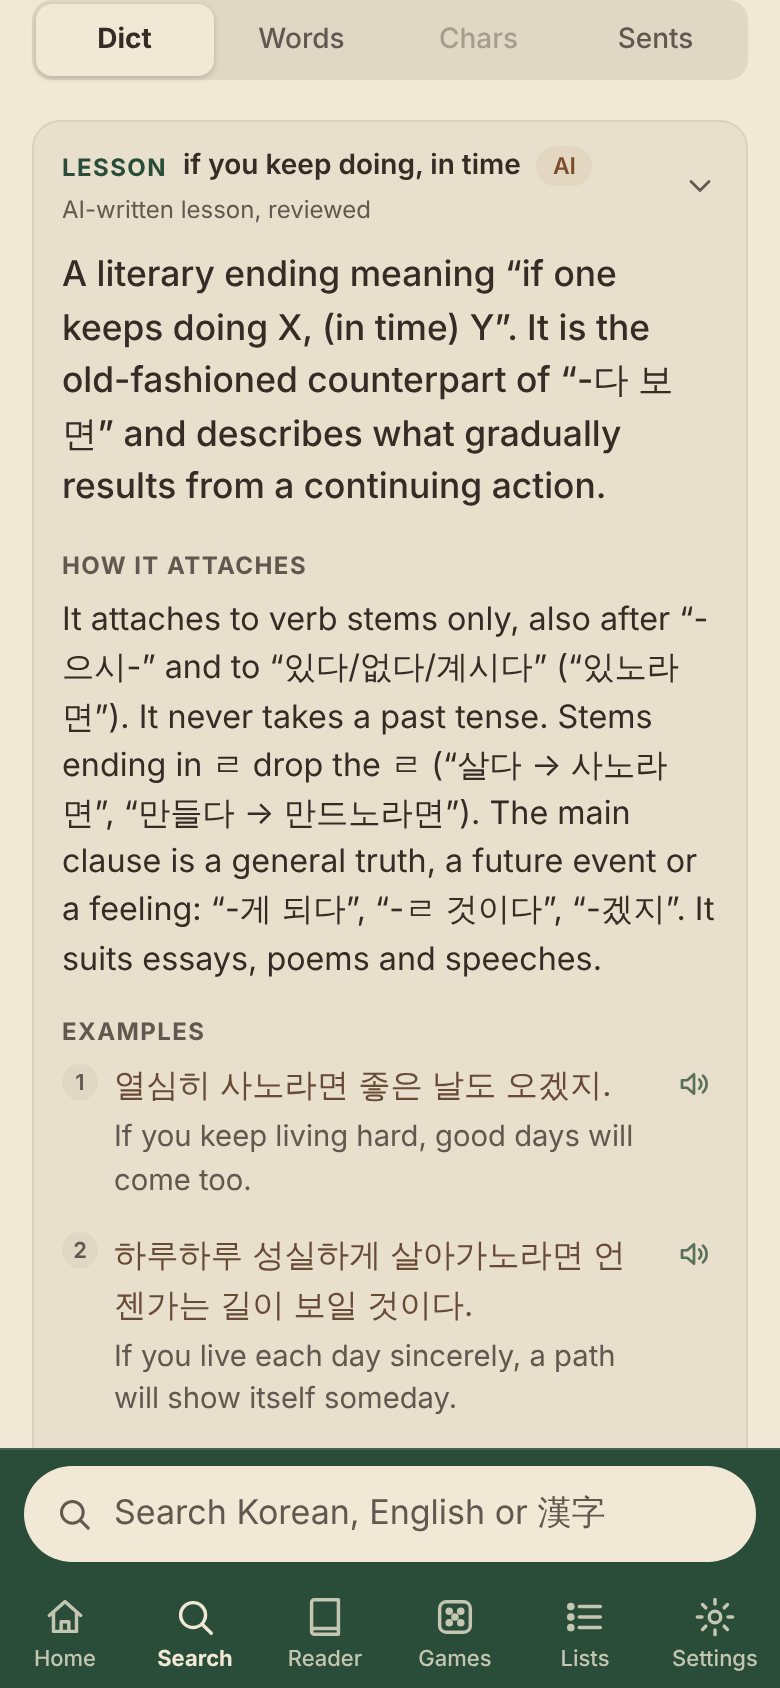 Dict Words Chars Sents
LESSON if you keep doing, in time AI
AI-written lesson, reviewed
A literary ending meaning “if one
keeps doing X, (in time) Y”. It is the
old-fashioned counterpart of “-다 보
면” and describes what gradually
results from a continuing action.
HOW IT ATTACHES
It attaches to verb stems only, also after “-
으시-” and to “있다/없다/계시다” (“있노라
면”). It never takes a past tense. Stems
ending in ㄹ drop the ㄹ (“살다 → 사노라
면”, “만들다 → 만드노라면”). The main
clause is a general truth, a future event or
a feeling: “-게 되다”, “-ㄹ 것이다”, “-겠지”. It
suits essays, poems and speeches.
EXAMPLES
1 열심히 사노라면 좋은 날도 오겠지.
If you keep living hard, good days will
come too.
2 하루하루 성실하게 살아가노라면 언
젠가는 길이 보일 것이다.
If you live each day sincerely, a path
will show itself someday.
Search Korean, English or 漢字
Home Search Reader Games Lists Settings